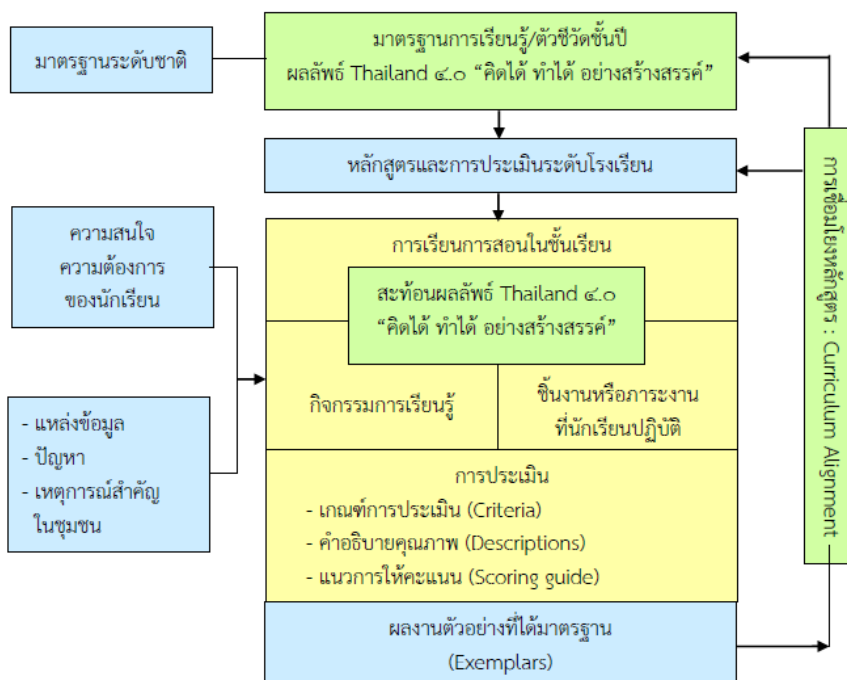 มาตรฐานระดับชาติ
มาตรฐานการเรียนรู้/ตัวชี้วัดชั้นปี
ผลลัพธ์ Thailand ๔.๐ “คิดได้ ทำได้ อย่างสร้างสรรค์”
หลักสูตรและการประเมินระดับโรงเรียน
ความสนใจ
ความต้องการ
ของนักเรียน
- แหล่งข้อมูล
- ปัญหา
- เหตุการณ์สำคัญ
ในชุมชน
การเรียนการสอนในชั้นเรียน
สะท้อนผลลัพธ์ Thailand ๔.๐
“คิดได้ ทำได้ อย่างสร้างสรรค์”
กิจกรรมการเรียนรู้
ชิ้นงานหรือภาระงาน
ที่นักเรียนปฏิบัติ
การประเมิน
- เกณฑ์การประเมิน (Criteria)
- คำอธิบายคุณภาพ (Descriptions)
- แนวการให้คะแนน (Scoring guide)
ผลงานตัวอย่างที่ได้มาตรฐาน
(Exemplars)
การเชื่อมโยงหลักสูตร : Curriculum Alignment